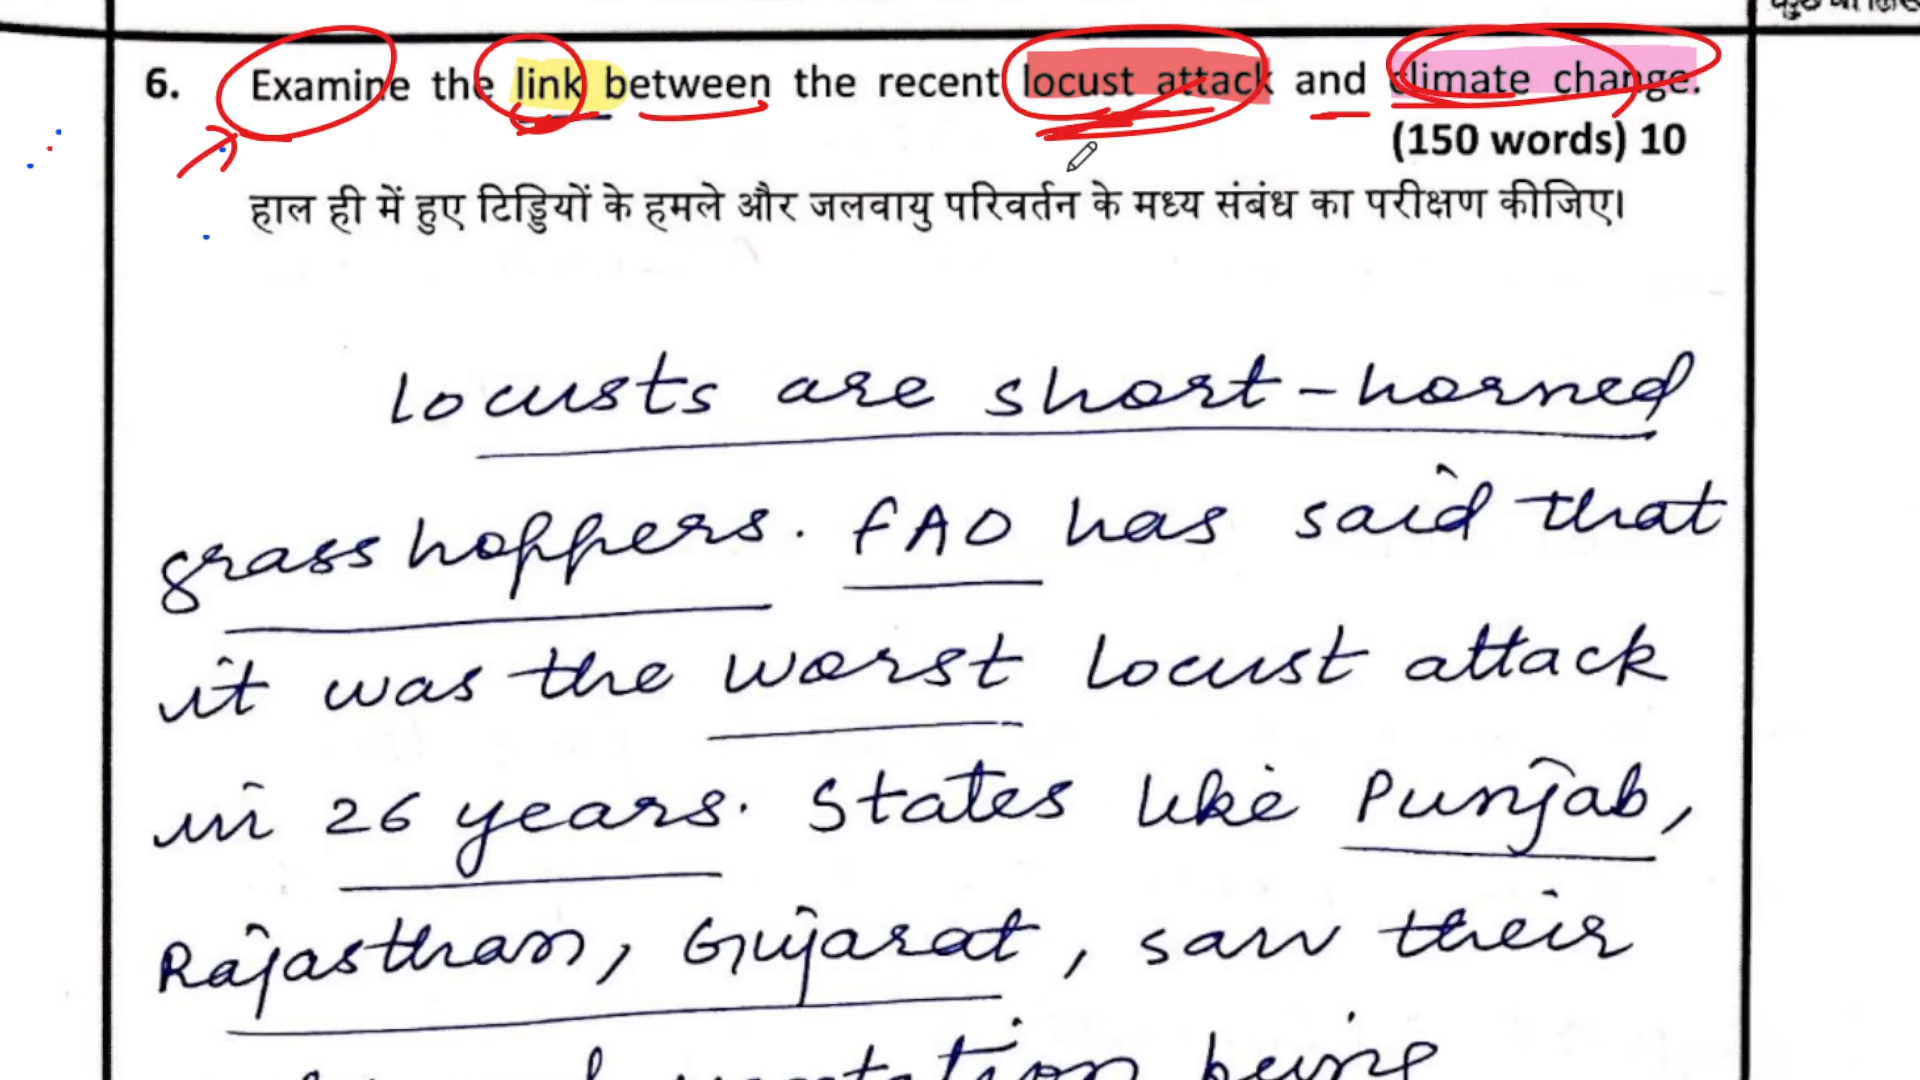 6. Examine the link between the recent locust attack and climate change.
(150 words) 10
हाल ही में हुए टिड्डियों के हमले और जलवायु परिवर्तन के मध्य संबंध का परीक्षण कीजिए।
Locusts are short-horned
grasshoppers. FAO has said that
it was the worst locust attack
in 26 years. States like Punjab,
Rajasthan, Gujarat, saw their
being